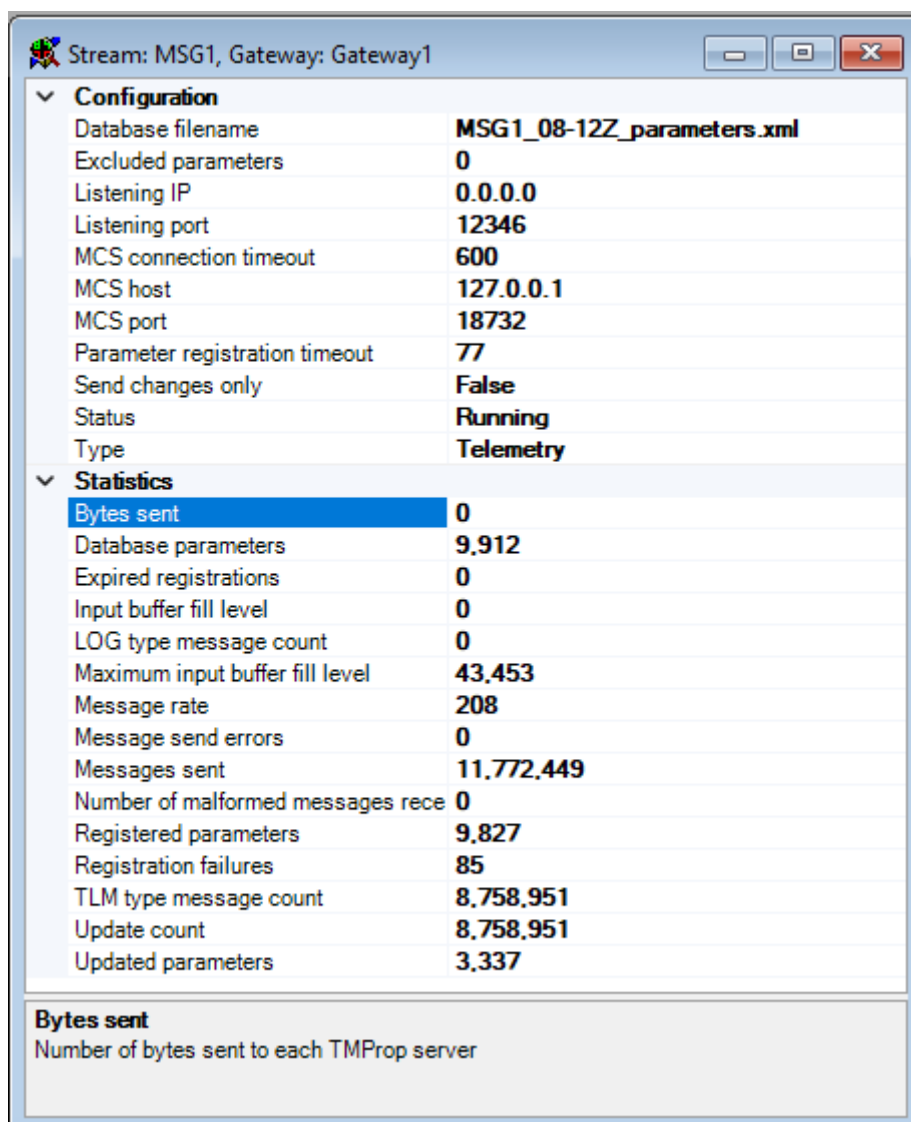 Stream: MSG1, Gateway: Gateway1
Configuration
Database filename MSG1_08-12Z_parameters.xml
Excluded parameters 0
Listening IP 0.0.0.0
Listening port 12346
MCS connection timeout 600
MCS host 127.0.0.1
MCS port 18732
Parameter registration timeout 77
Send changes only False
Status Running
Type Telemetry
Statistics
Bytes sent 0
Database parameters 9,912
Expired registrations 0
Input buffer fill level 0
LOG type message count 0
Maximum input buffer fill level 43,453
Message rate 208
Message send errors 0
Messages sent 11,772,449
Number of malformed messages rece 0
Registered parameters 9,827
Registration failures 85
TLM type message count 8,758,951
Update count 8,758,951
Updated parameters 3,337
Bytes sent
Number of bytes sent to each TMProp server